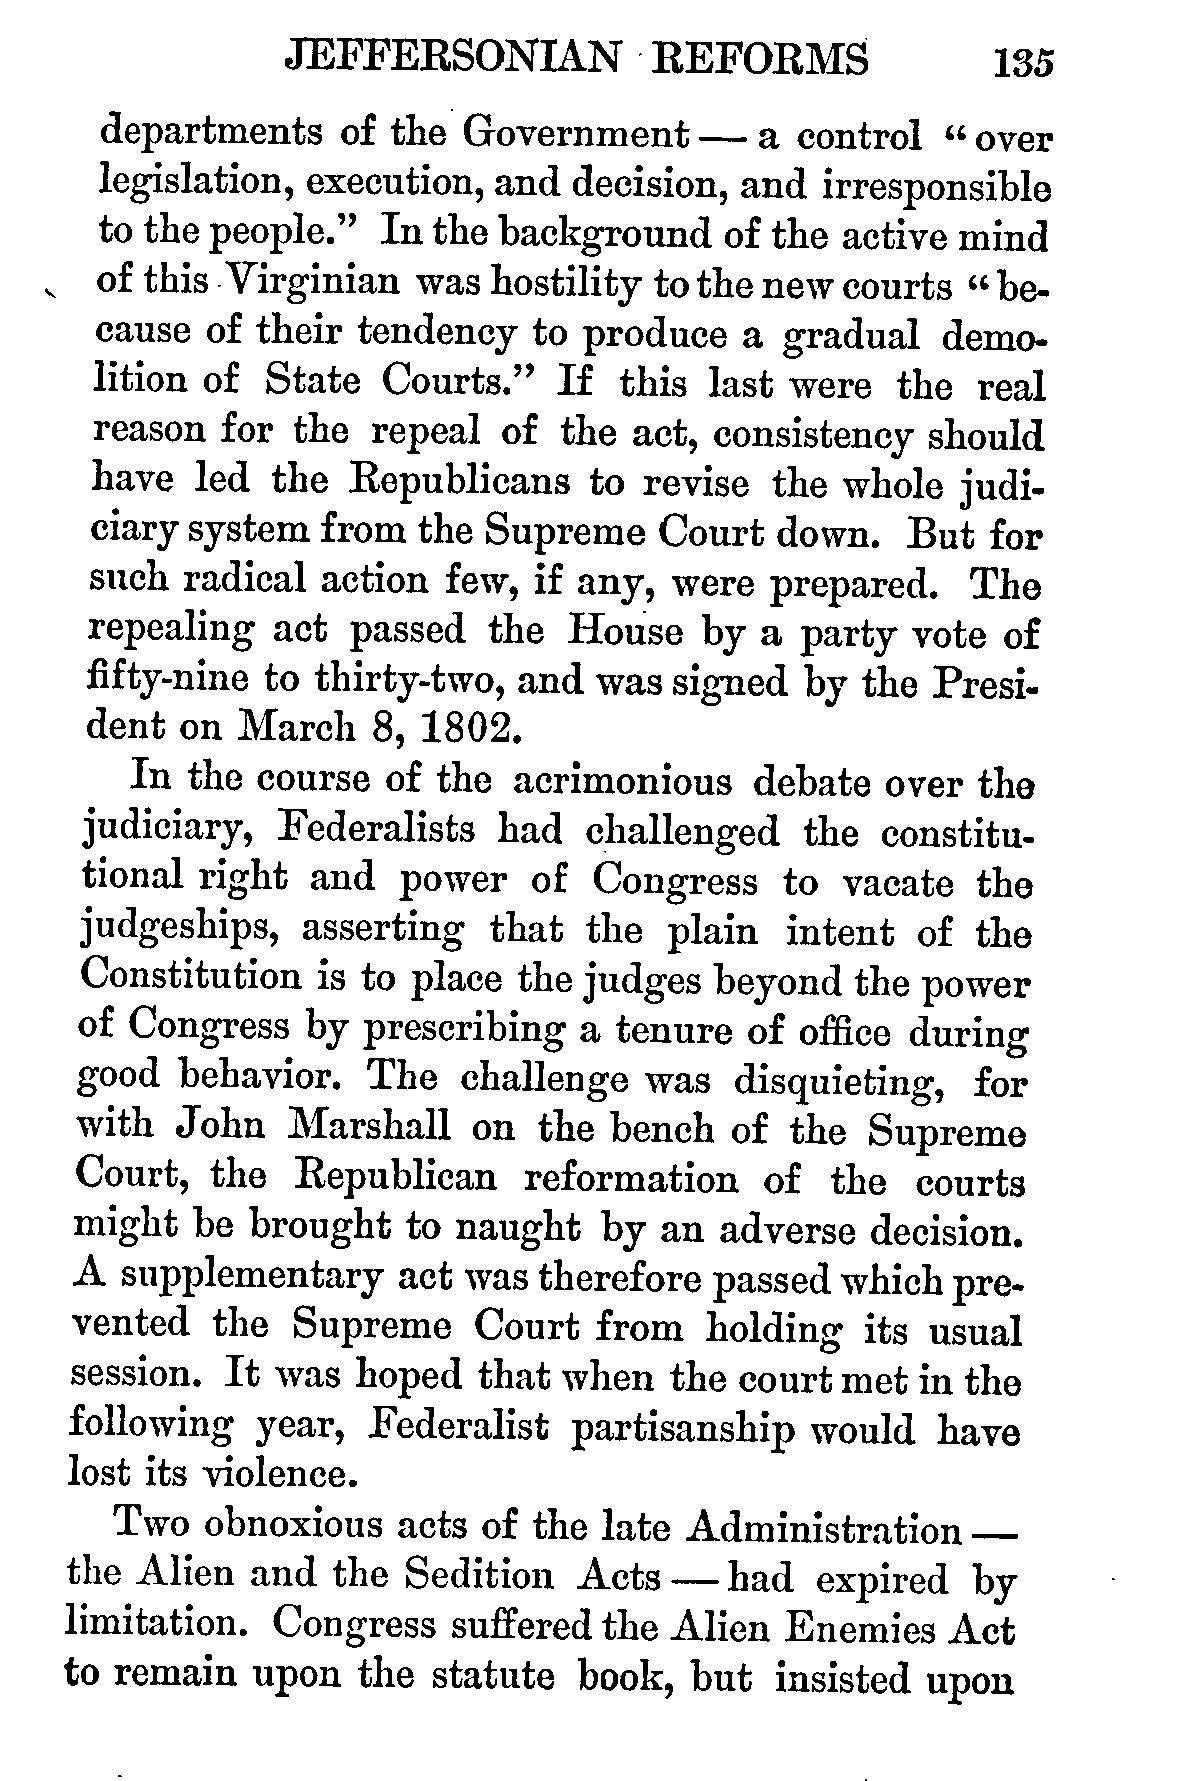 JEFFERSONIAN REFORMS 135
departments of the Government — a control “over
legislation, execution, and decision, and irresponsible
to the people.” In the background of the active mind
of this Virginian was hostility to the new courts “be-
cause of their tendency to produce a gradual demo-
lition of State Courts.” If this last were the real
reason for the repeal of the act, consistency should
have led the Republicans to revise the whole judi-
ciary system from the Supreme Court down. But for
such radical action few, if any, were prepared. The
repealing act passed the House by a party vote of
fifty-nine to thirty-two, and was signed by the Presi-
dent on March 8, 1802.
In the course of the acrimonious debate over the
judiciary, Federalists had challenged the constitu-
tional right and power of Congress to vacate the
judgeships, asserting that the plain intent of the
Constitution is to place the judges beyond the power
of Congress by prescribing a tenure of office during
good behavior. The challenge was disquieting, for
with John Marshall on the bench of the Supreme
Court, the Republican reformation of the courts
might be brought to naught by an adverse decision.
A supplementary act was therefore passed which pre-
vented the Supreme Court from holding its usual
session. It was hoped that when the court met in the
following year, Federalist partisanship would have
lost its violence.
Two obnoxious acts of the late Administration —
the Alien and the Sedition Acts — had expired by
limitation. Congress suffered the Alien Enemies Act
to remain upon the statute book, but insisted upon